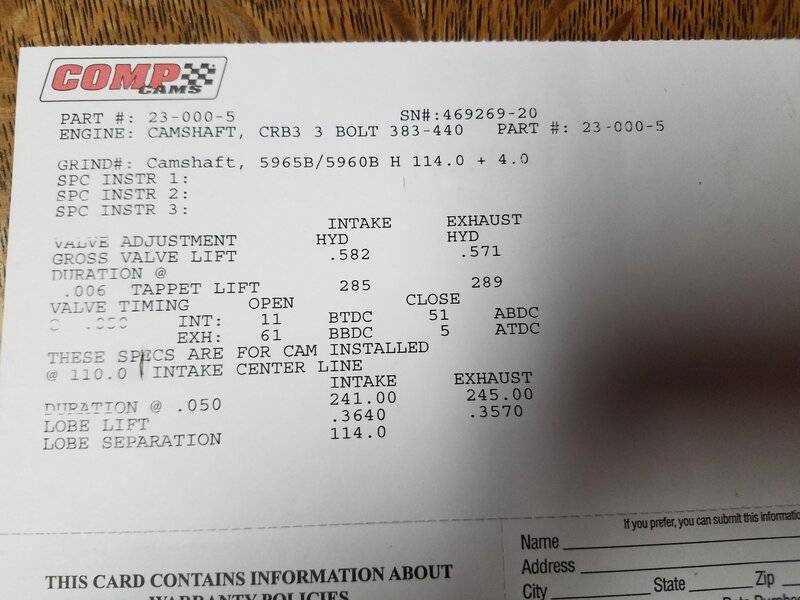 COMP
CAMS
PART #: 23-000-5 SN#:469269-20
ENGINE: CAMSHAFT, CRB3 3 BOLT 383-440 PART #: 23-000-5
GRIND#: Camshaft, 5965B/5960B H 114.0 + 4.0
SPC INSTR 1:
SPC INSTR 2:
SPC INSTR 3:
INTAKE EXHAUST
VALVE ADJUSTMENT HYD HYD
GROSS VALVE LIFT .582 .571
DURATION @
.006 TAPPET LIFT 285 289
VALVE TIMING OPEN CLOSE
@ .050 INT: 11 BTDC 51 ABDC
EXH: 61 BBDC 5 ATDC
THESE SPECS ARE FOR CAM INSTALLED
@ 110.0 INTAKE CENTER LINE
INTAKE EXHAUST
DURATION @ .050 241.00 245.00
LOBE LIFT .3640 .3570
LOBE SEPARATION 114.0
If you prefer, you can submit this
Name
Address
City State Zip
THIS CARD CONTAINS INFORMATION ABOUT
WARRANTY POLICIES